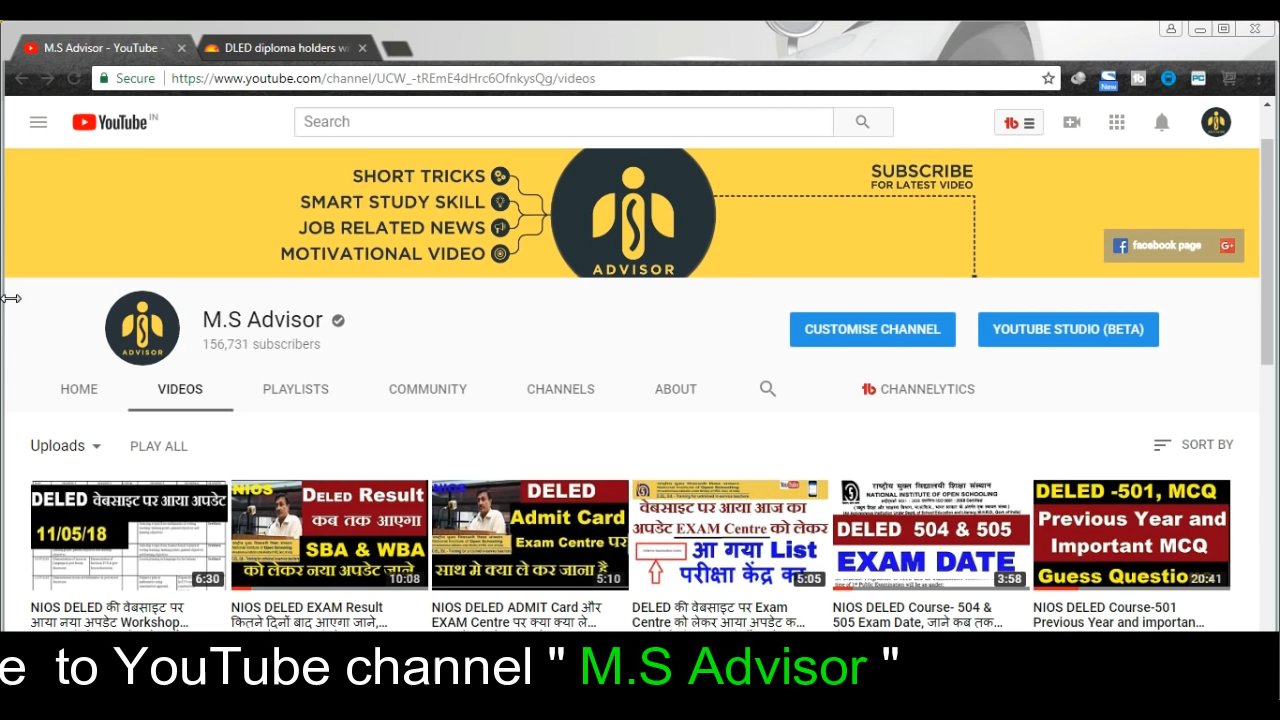 M.S Advisor - YouTube -
DLED diploma holders w
Secure https://www.youtube.com/channel/UCW_-tREmE4dHrc6OfnkysQg/videos
New
PC
YouTube IN
Search
SHORT TRICKS
SMART STUDY SKILL
JOB RELATED NEWS
MOTIVATIONAL VIDEO
ADVISOR
SUBSCRIBE
FOR LATEST VIDEO
facebook page G+
ADVISOR
M.S Advisor
156,731 subscribers
CUSTOMISE CHANNEL
YOUTUBE STUDIO (BETA)
HOME VIDEOS PLAYLISTS COMMUNITY CHANNELS ABOUT CHANNELYTICS
Uploads PLAY ALL SORT BY
DELED वेबसाइट पर आया अपडेट
11/05/18
6:30
NIOS
DELED Result
कब तक आएगा
SBA & WBA
को लेकर नया अपडेट जाने
10:08
NIOS
DELED
Admit Card
Exam Centre पर
साथ मे क्या ले कर जाना है
5:10
वेबसाइट पर आया आज का
अपडेट EXAM Centre को लेकर
आ गया List
परीक्षा केंद्र का
5:05
राष्ट्रीय मुक्त विद्यालयी शिक्षा संस्थान
NATIONAL INSTITUTE OF OPEN SCHOOLING
DELED 504 & 505
EXAM DATE
3:58
DELED -501, MCQ
Previous Year and
Important MCQ
Guess Questio
20:41
NIOS DELED की वेबसाइट पर
आया नया अपडेट Workshop...
NIOS DELED EXAM Result
कितने दिनों बाद आएगा जाने,...
NIOS DELED ADMIT Card और
EXAM Centre पर क्या क्या ले...
DELED की वेबसाइट पर Exam
Centre को लेकर आया अपडेट क...
NIOS DELED Course- 504 &
505 Exam Date, जाने कब तक...
NIOS DELED Course-501
Previous Year and importan...
e to YouTube channel " M.S Advisor "